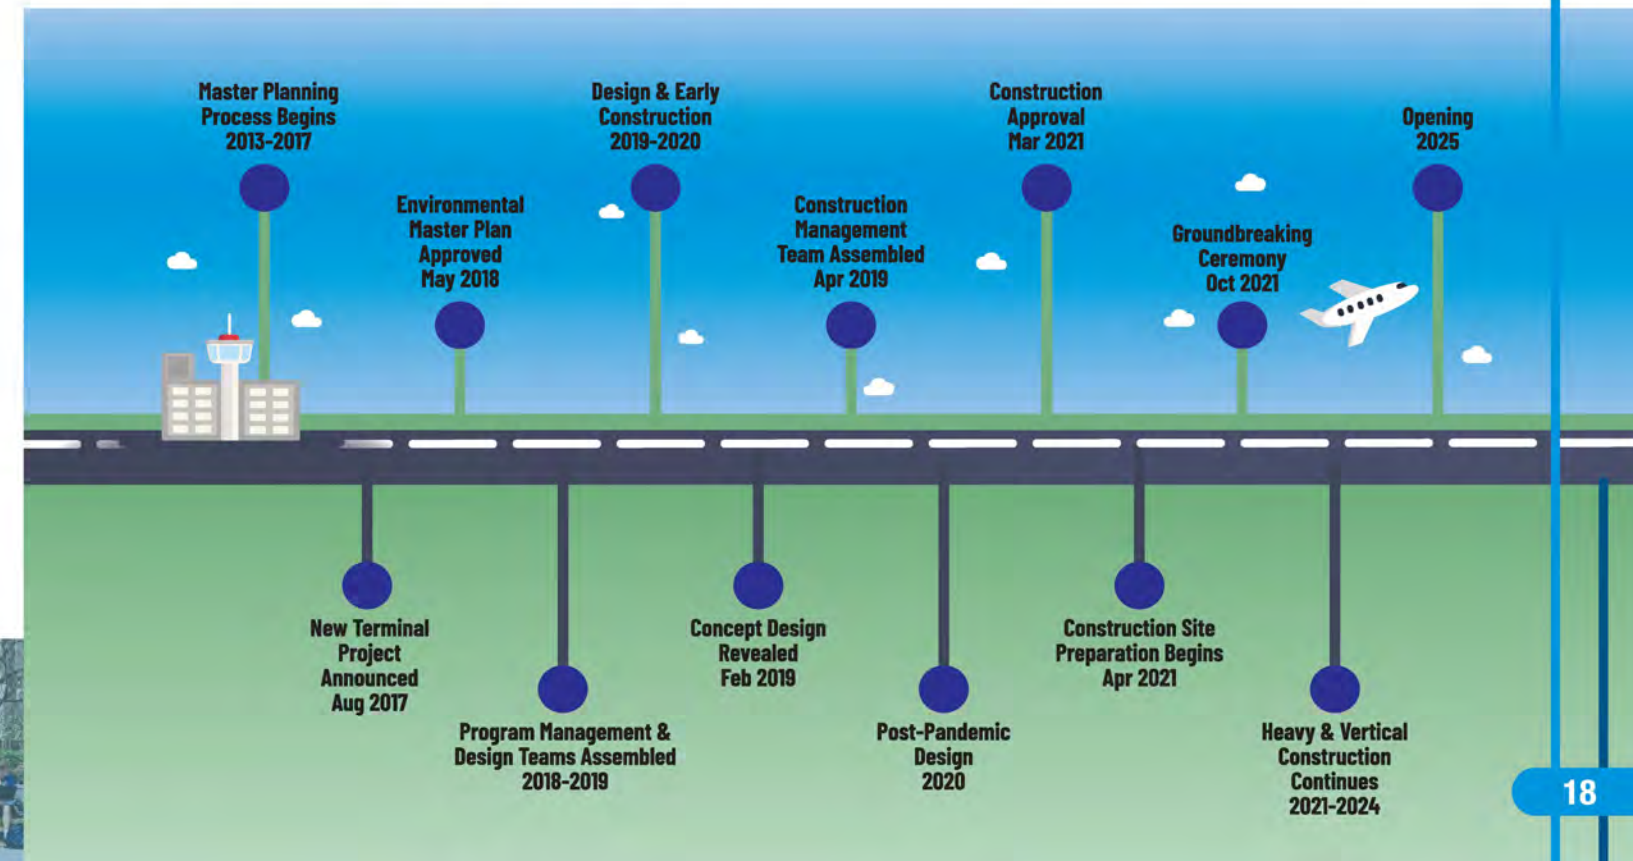 Master Planning
Process Begins
2013-2017
New Terminal
Project
Announced
Aug 2017
Environmental
Master Plan
Approved
May 2018
Program Management &
Design Teams Assembled
2018-2019
Design & Early
Construction
2019-2020
Concept Design
Revealed
Feb 2019
Construction
Management
Team Assembled
Apr 2019
Post-Pandemic
Design
2020
Construction
Approval
Mar 2021
Construction Site
Preparation Begins
Apr 2021
Groundbreaking
Ceremony
Oct 2021
Heavy & Vertical
Construction
Continues
2021-2024
Opening
2025
18